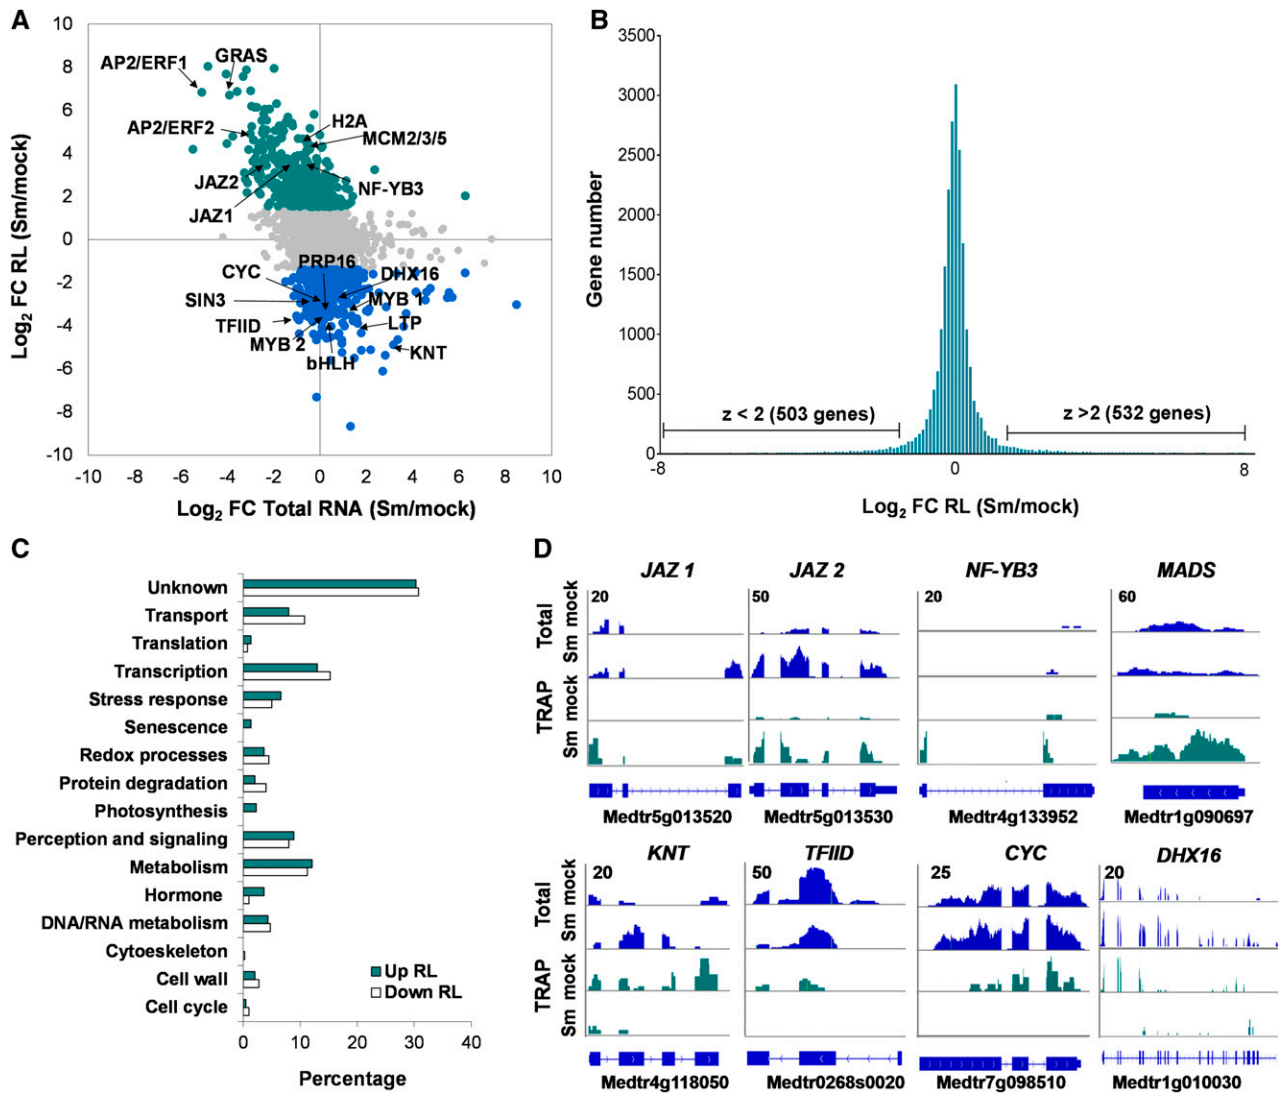 A
10
8
6
4
2
0
-2
-4
-6
-8
-10
-10 -8 -6 -4 -2 0 2 4 6 8 10
Log2 FC RL (Sm/mock)
Log2 FC Total RNA (Sm/mock)
AP2/ERF1
GRAS
AP2/ERF2
H2A
MCM2/3/5
JAZ2
NF-YB3
JAZ1
PRP16
CYC
DHX16
SIN3
MYB 1
TFIID
LTP
MYB 2
bHLH
KNT
B
3500
3000
2500
2000
1500
1000
500
0
Gene number
z < 2 (503 genes)
z >2 (532 genes)
-8 0 8
Log2 FC RL (Sm/mock)
C
Unknown
Transport
Translation
Transcription
Stress response
Senescence
Redox processes
Protein degradation
Photosynthesis
Perception and signaling
Metabolism
Hormone
DNA/RNA metabolism
Cytoeskeleton
Cell wall
Cell cycle
Up RL
Down RL
0 10 20 30 40
Percentage
D
JAZ 1 JAZ 2 NF-YB3 MADS
20 50 20 60
Total
TRAP
Sm mock
Sm mock
Medtr5g013520 Medtr5g013530 Medtr4g133952 Medtr1g090697
KNT TFIID CYC DHX16
20 50 25 20
Total
TRAP
Sm mock
Sm mock
Medtr4g118050 Medtr0268s0020 Medtr7g098510 Medtr1g010030